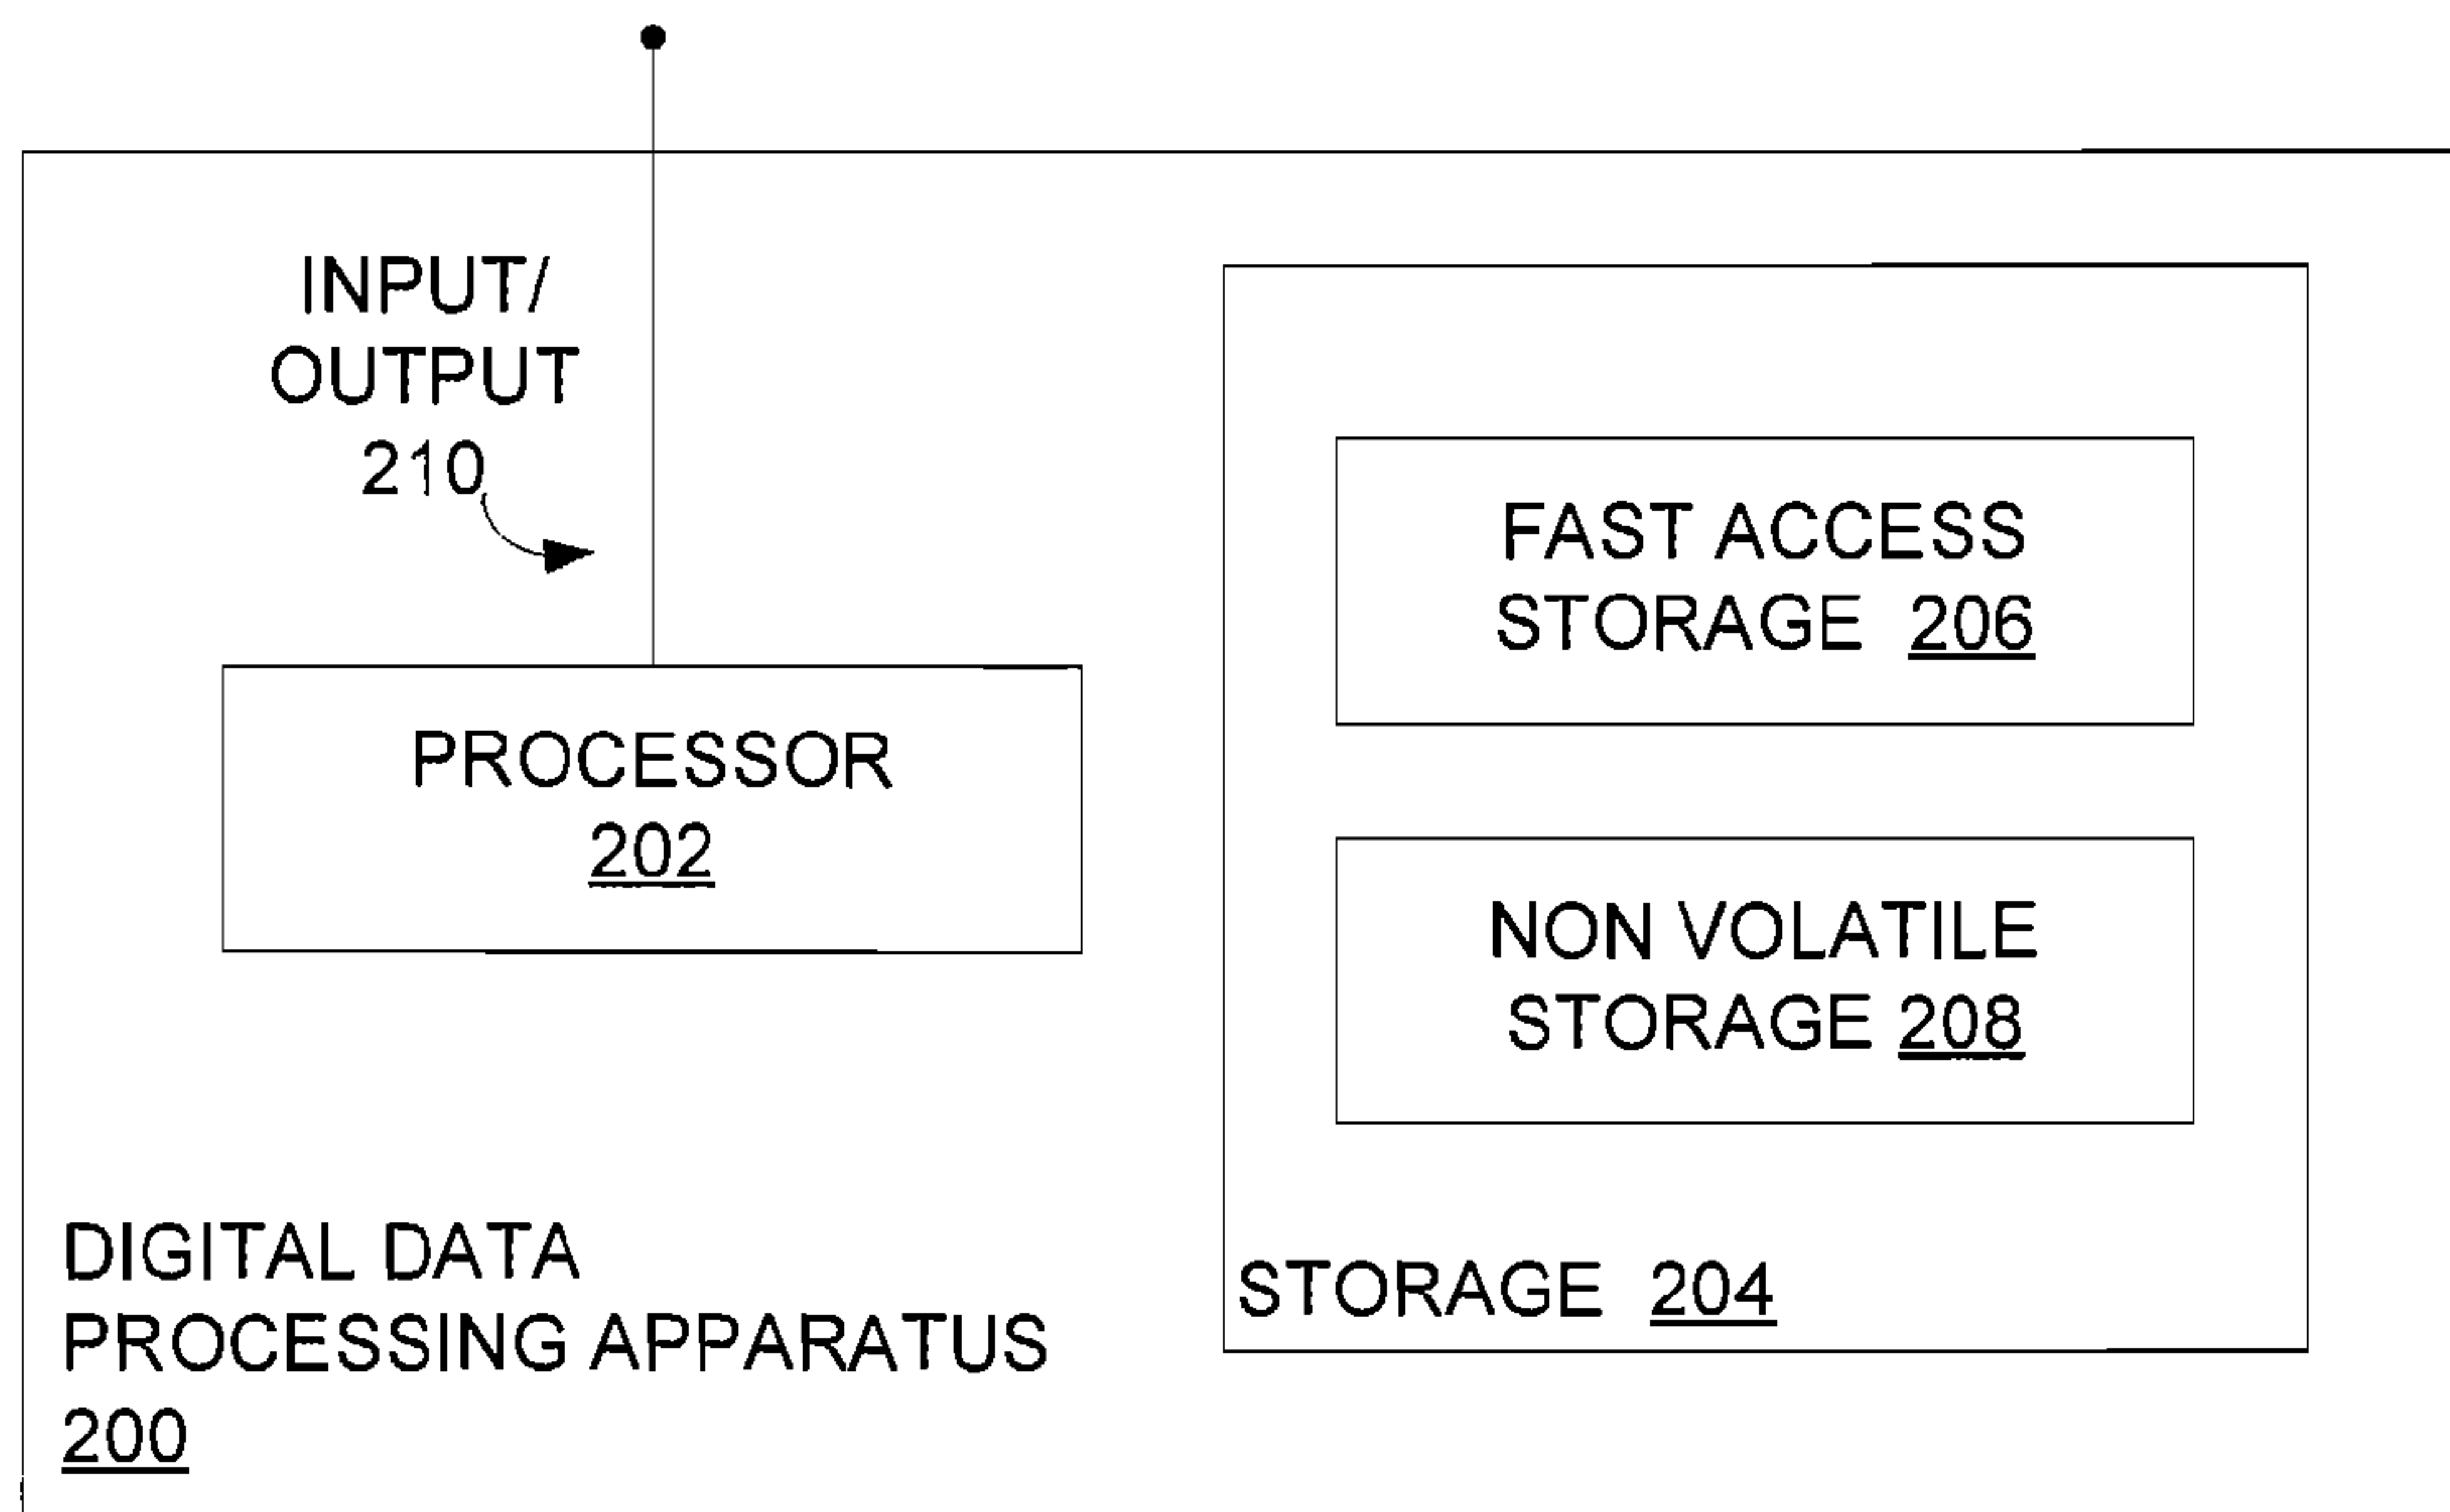 INPUT/
OUTPUT
210
FAST ACCESS
STORAGE 206
PROCESSOR
202
NON VOLATILE
STORAGE 208
DIGITAL DATA
PROCESSING APPARATUS
200
STORAGE 204